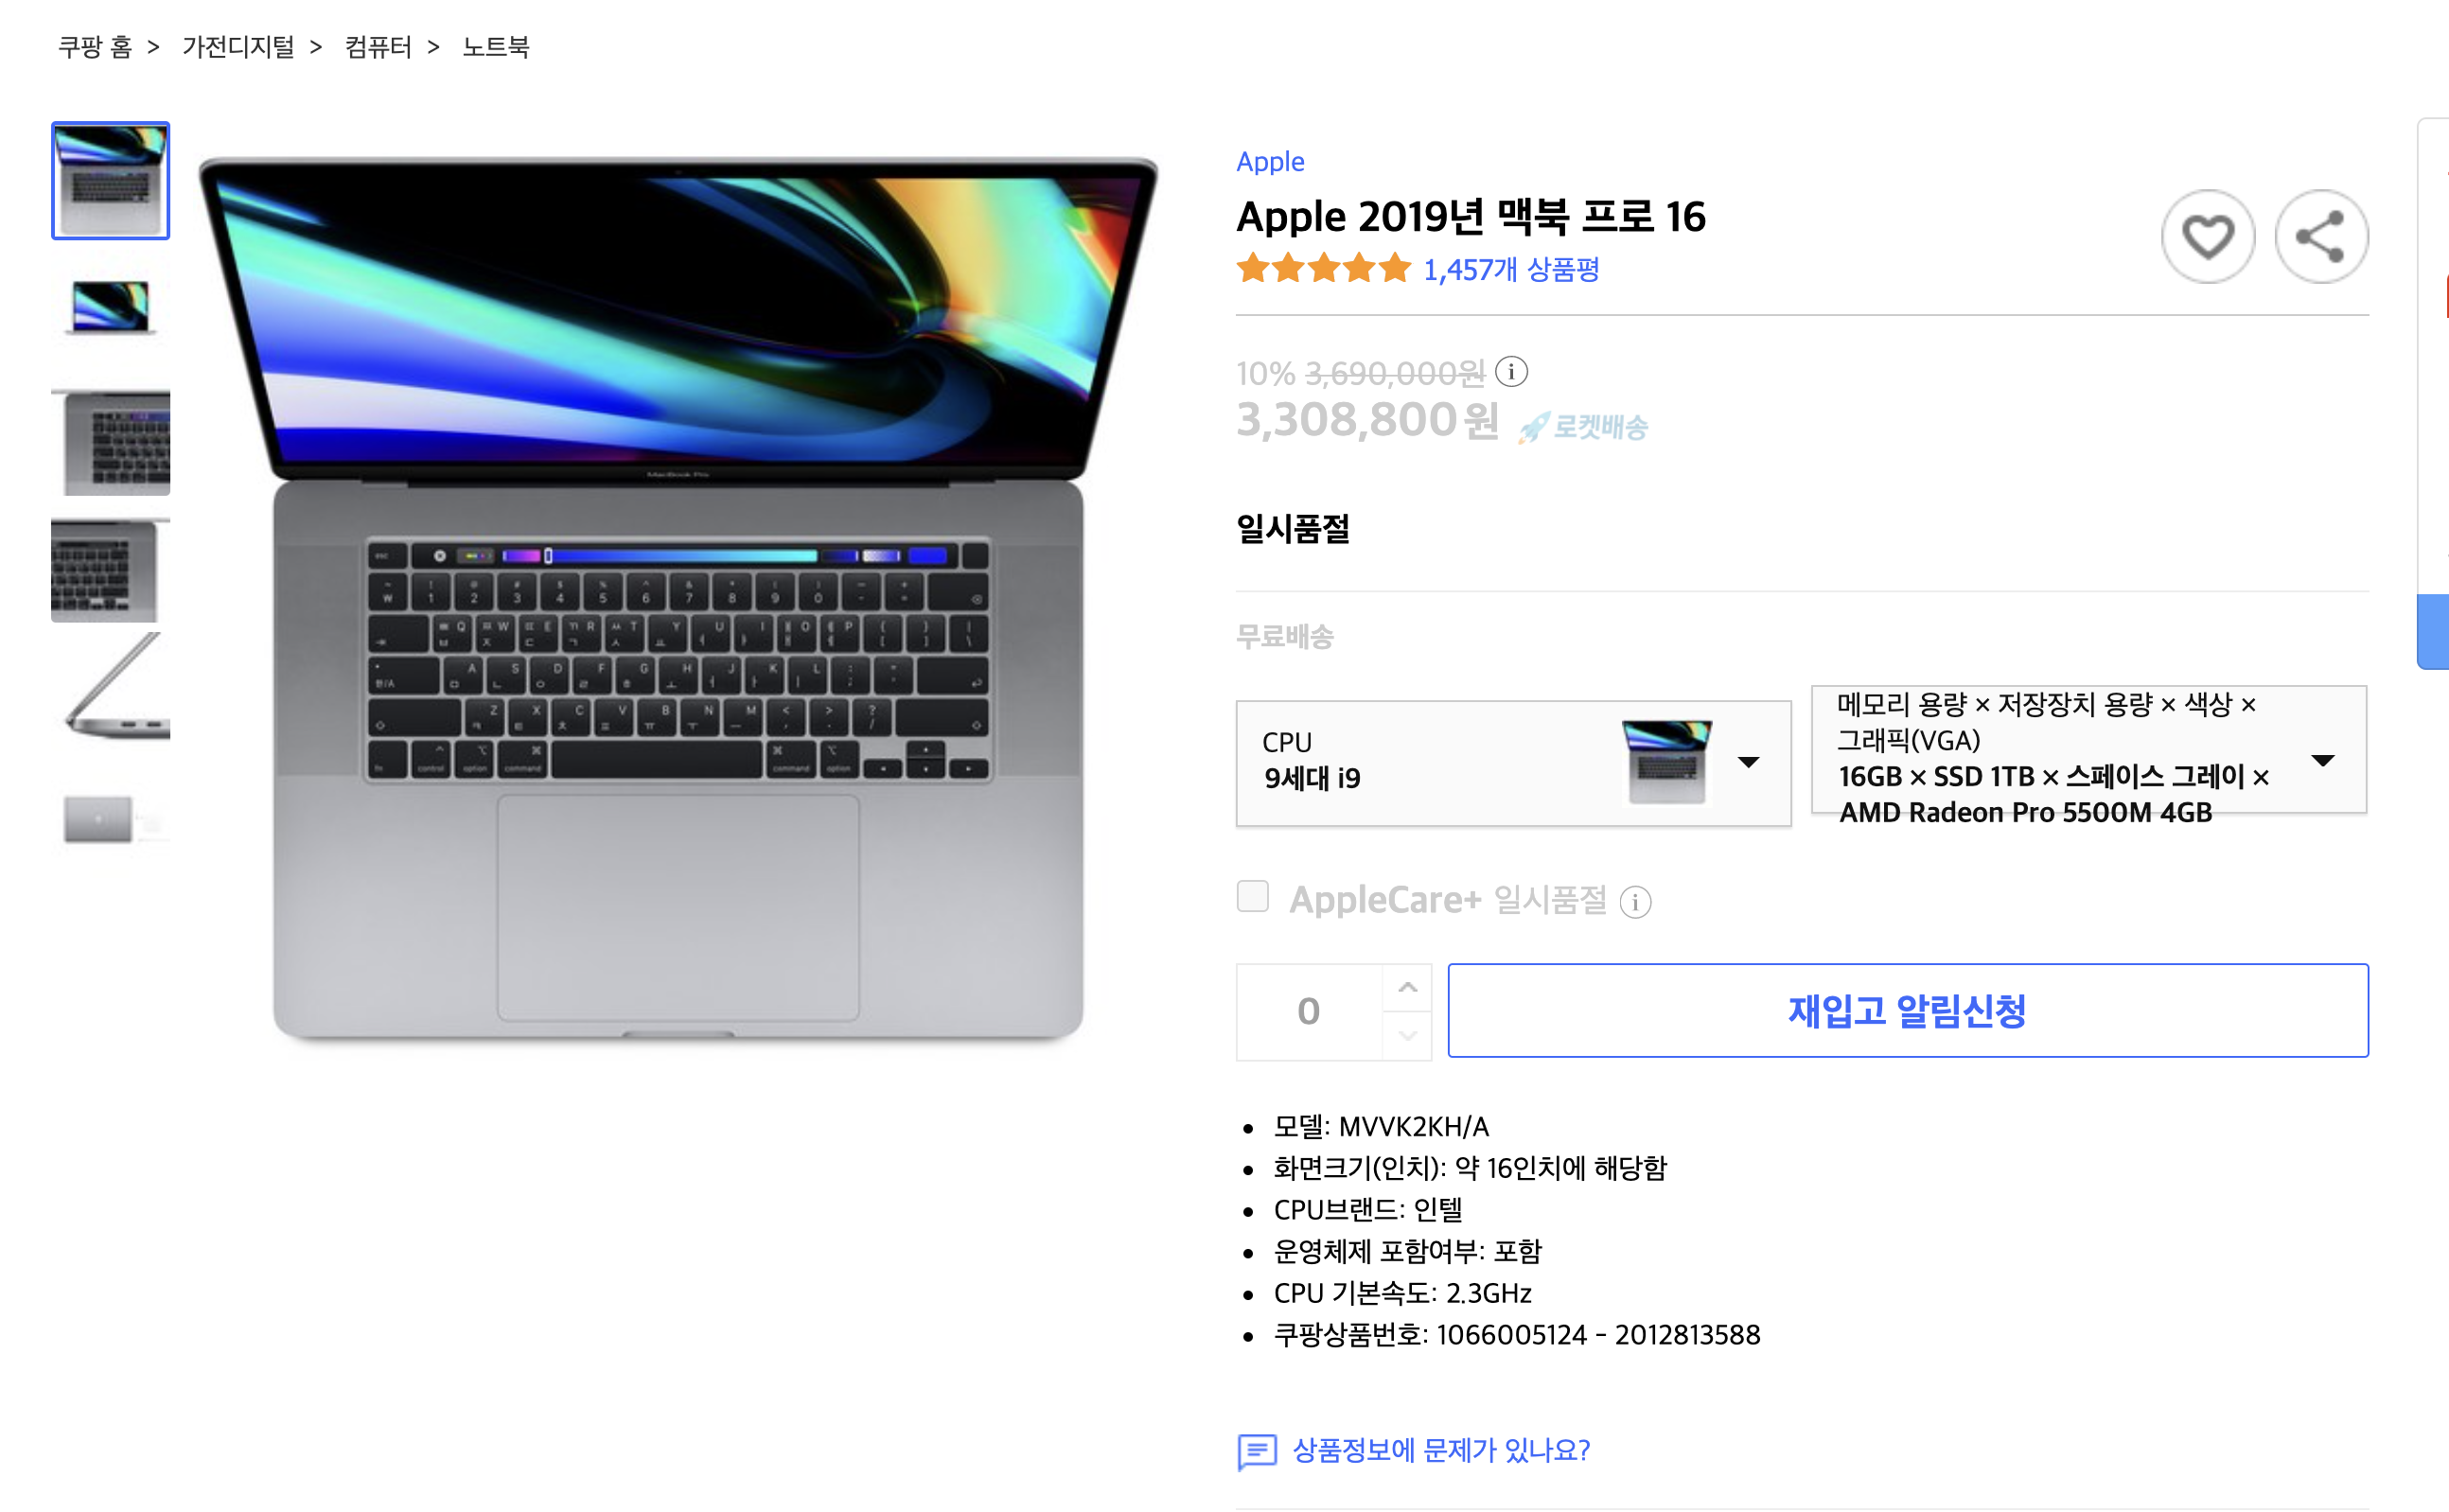 쿠팡 홈 > 가전디지털 > 컴퓨터 > 노트북
Apple
Apple 2019년 맥북 프로 16
1,457개 상품평
10% 3,690,000원
3,308,800원 로켓배송
일시품절
무료배송
CPU
9세대 i9
메모리 용량 × 저장장치 용량 × 색상 ×
그래픽(VGA)
16GB × SSD 1TB × 스페이스 그레이 ×
AMD Radeon Pro 5500M 4GB
AppleCare+ 일시품절
0
재입고 알림신청
모델: MVVK2KH/A
화면크기(인치): 약 16인치에 해당함
CPU브랜드: 인텔
운영체제 포함여부: 포함
CPU 기본속도: 2.3GHz
쿠팡상품번호: 1066005124 - 2012813588
상품정보에 문제가 있나요?
MacBook Pro